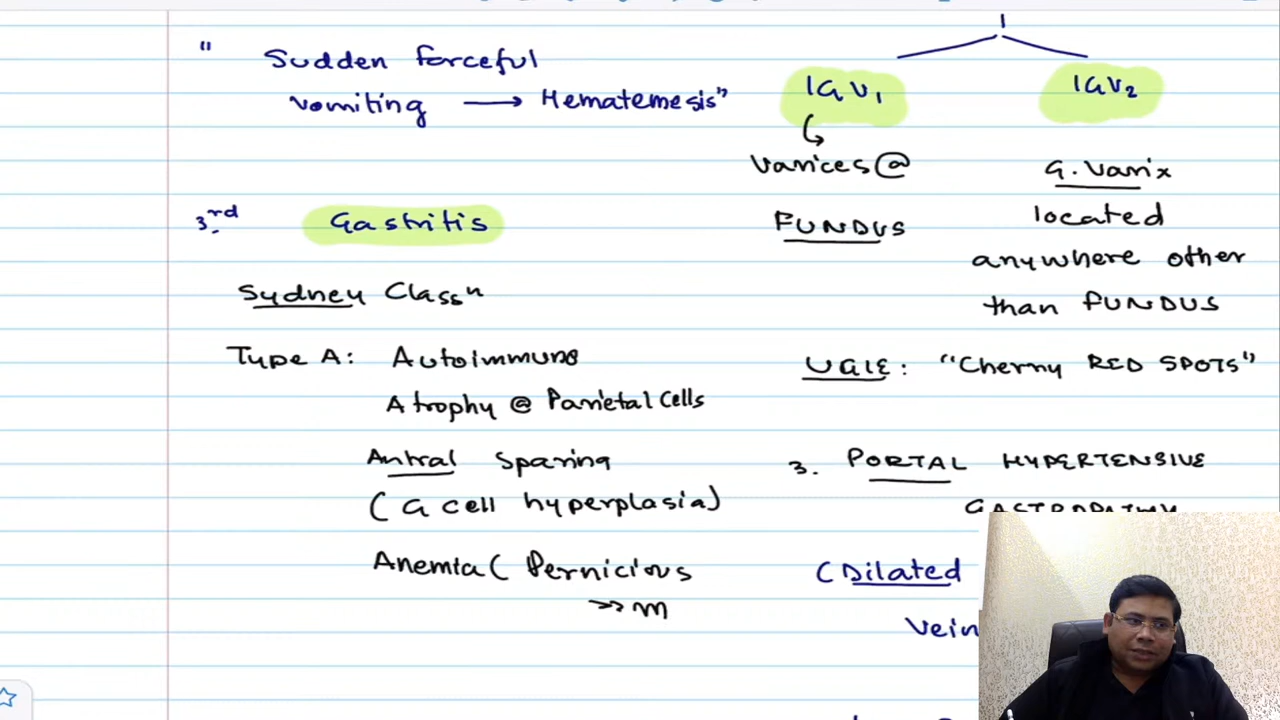 " Sudden forceful
vomiting → Hematemesis"
3rd. Gastritis
Sydney Classn
Type A: Autoimmune
Atrophy @ Parietal Cells
Antral Sparing
(G cell hyperplasia)
Anemia ( Pernicious
>> M
IGV1 IGV2
Varices @
FUNDUS
G. Varix
located
anywhere other
than FUNDUS
UGIE: "Cherry RED SPOTS"
3. PORTAL HYPERTENSIVE
GASTROPATHY
(Dilated
Vein